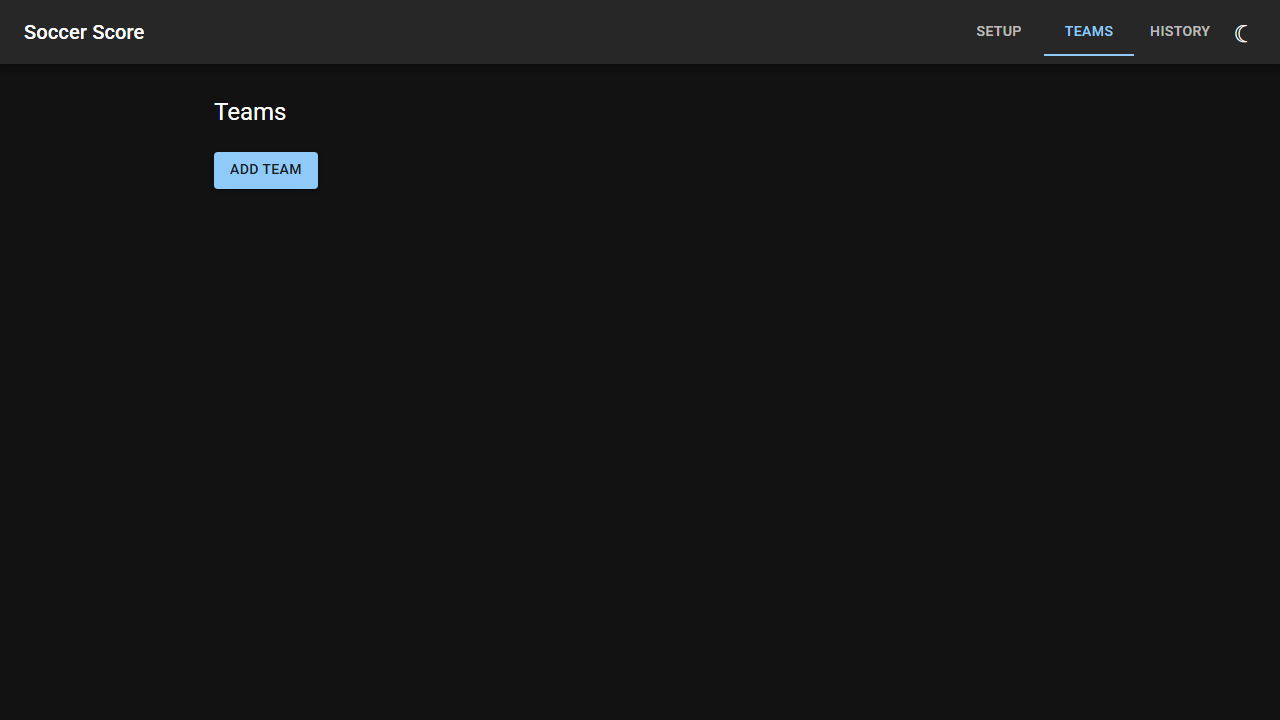 Soccer Score
SETUP
TEAMS
HISTORY
Teams
ADD TEAM